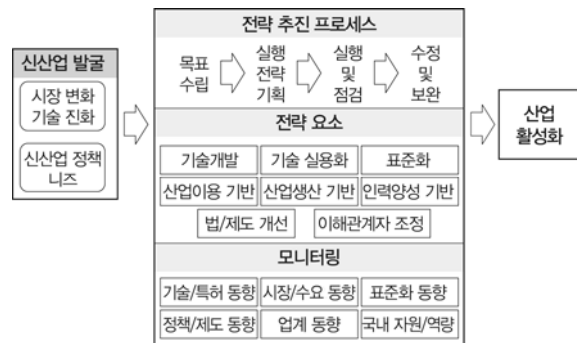 신산업 발굴
시장 변화
기술 진화
신산업 정책
니즈
전략 추진 프로세스
목표
수립
실행
전략
기획
실행
및
점검
수정
및
보완
전략 요소
기술개발
기술 실용화
표준화
산업이용 기반
산업생산 기반
인력양성 기반
법/제도 개선
이해관계자 조정
모니터링
기술/특허 동향
시장/수요 동향
표준화 동향
정책/제도 동향
업계 동향
국내 자원/역량
산업
활성화